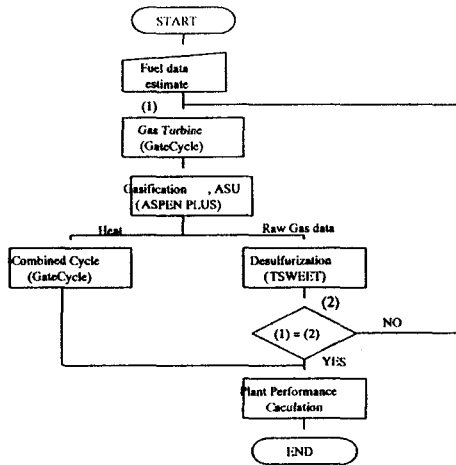 START
Fuel data
estimate
(1)
Gas Turbine
(GateCycle)
Gasification , ASU
(ASPEN PLUS)
Heat
Raw Gas data
Combined Cycle
(GateCycle)
Desulfurization
(TSWEET)
(2)
(1) = (2)
NO
YES
Plant Performance
Caculation
END